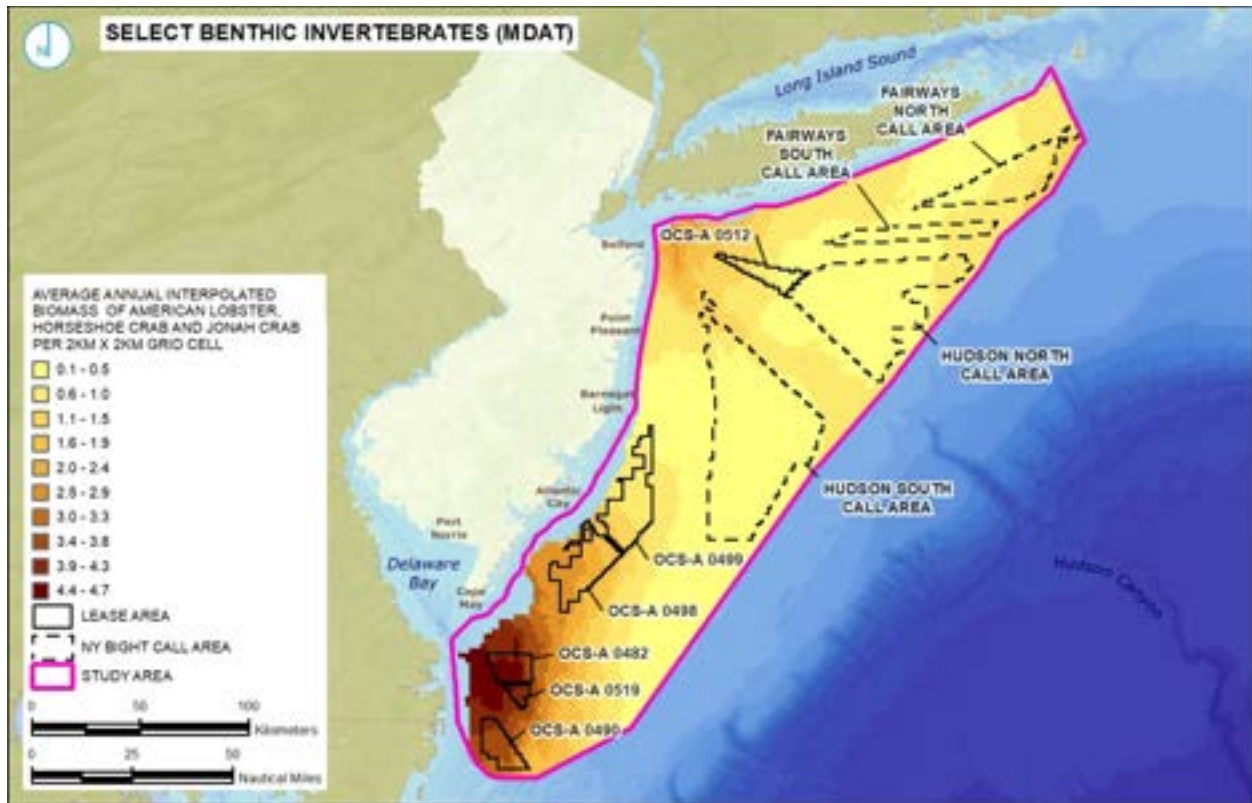 SELECT BENTHIC INVERTEBRATES (MDAT)
N
Long Island Sound
FAIRWAYS
NORTH
CALL AREA
FAIRWAYS
SOUTH
CALL AREA
OCS-A 0512
Belford
Point
Pleasant
HUDSON NORTH
CALL AREA
Barnegat
Light
HUDSON SOUTH
CALL AREA
Atlantic
City
Port
Norris
OCS-A 0499
Delaware
Bay
Cape
May
Hudson Canyon
OCS-A 0498
OCS-A 0482
OCS-A 0519
OCS-A 0490
AVERAGE ANNUAL INTERPOLATED
BIOMASS OF AMERICAN LOBSTER,
HORSESHOE CRAB AND JONAH CRAB
PER 2KM X 2KM GRID CELL
0.1 - 0.5
0.6 - 1.0
1.1 - 1.5
1.6 - 1.9
2.0 - 2.4
2.5 - 2.9
3.0 - 3.3
3.4 - 3.8
3.9 - 4.3
4.4 - 4.7
LEASE AREA
NY BIGHT CALL AREA
STUDY AREA
0 50 100
Kilometers
0 25 50
Nautical Miles